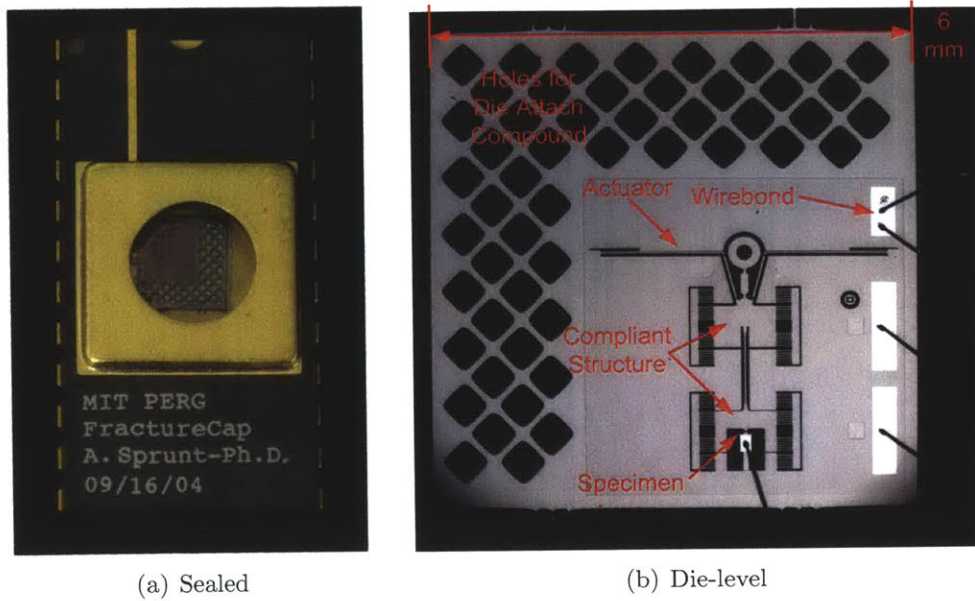 MIT PERG
FractureCap
A.Sprunt-Ph.D.
09/16/04
(a) Sealed
6
mm
Holes for
Die Attach
Compound
Actuator
Wirebond
Compliant
Structure
Specimen
(b) Die-level